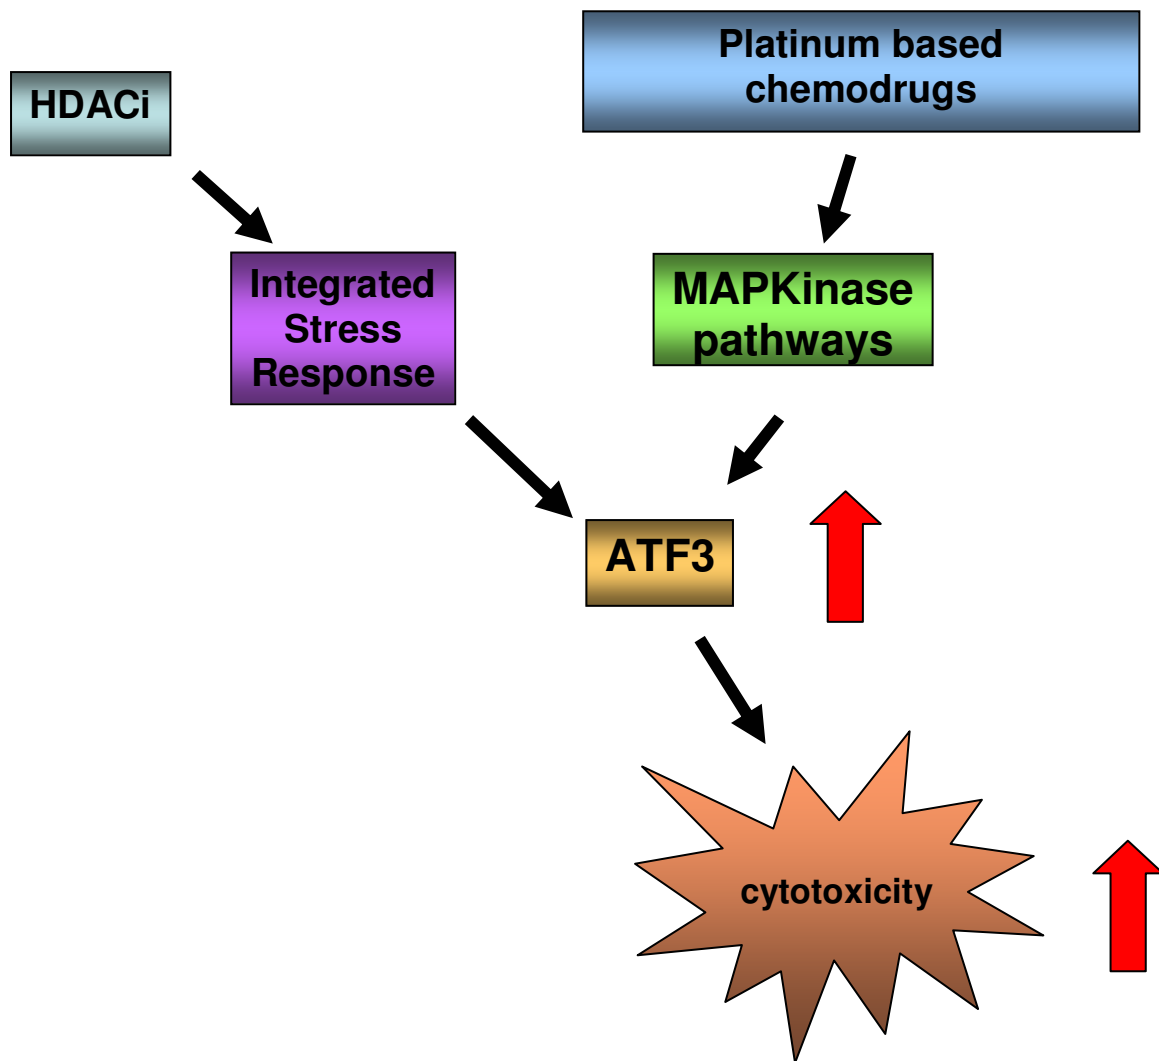 Platinum based
chemodrugs
HDACi
Integrated
Stress
Response
MAPKinase
pathways
ATF3
cytotoxicity